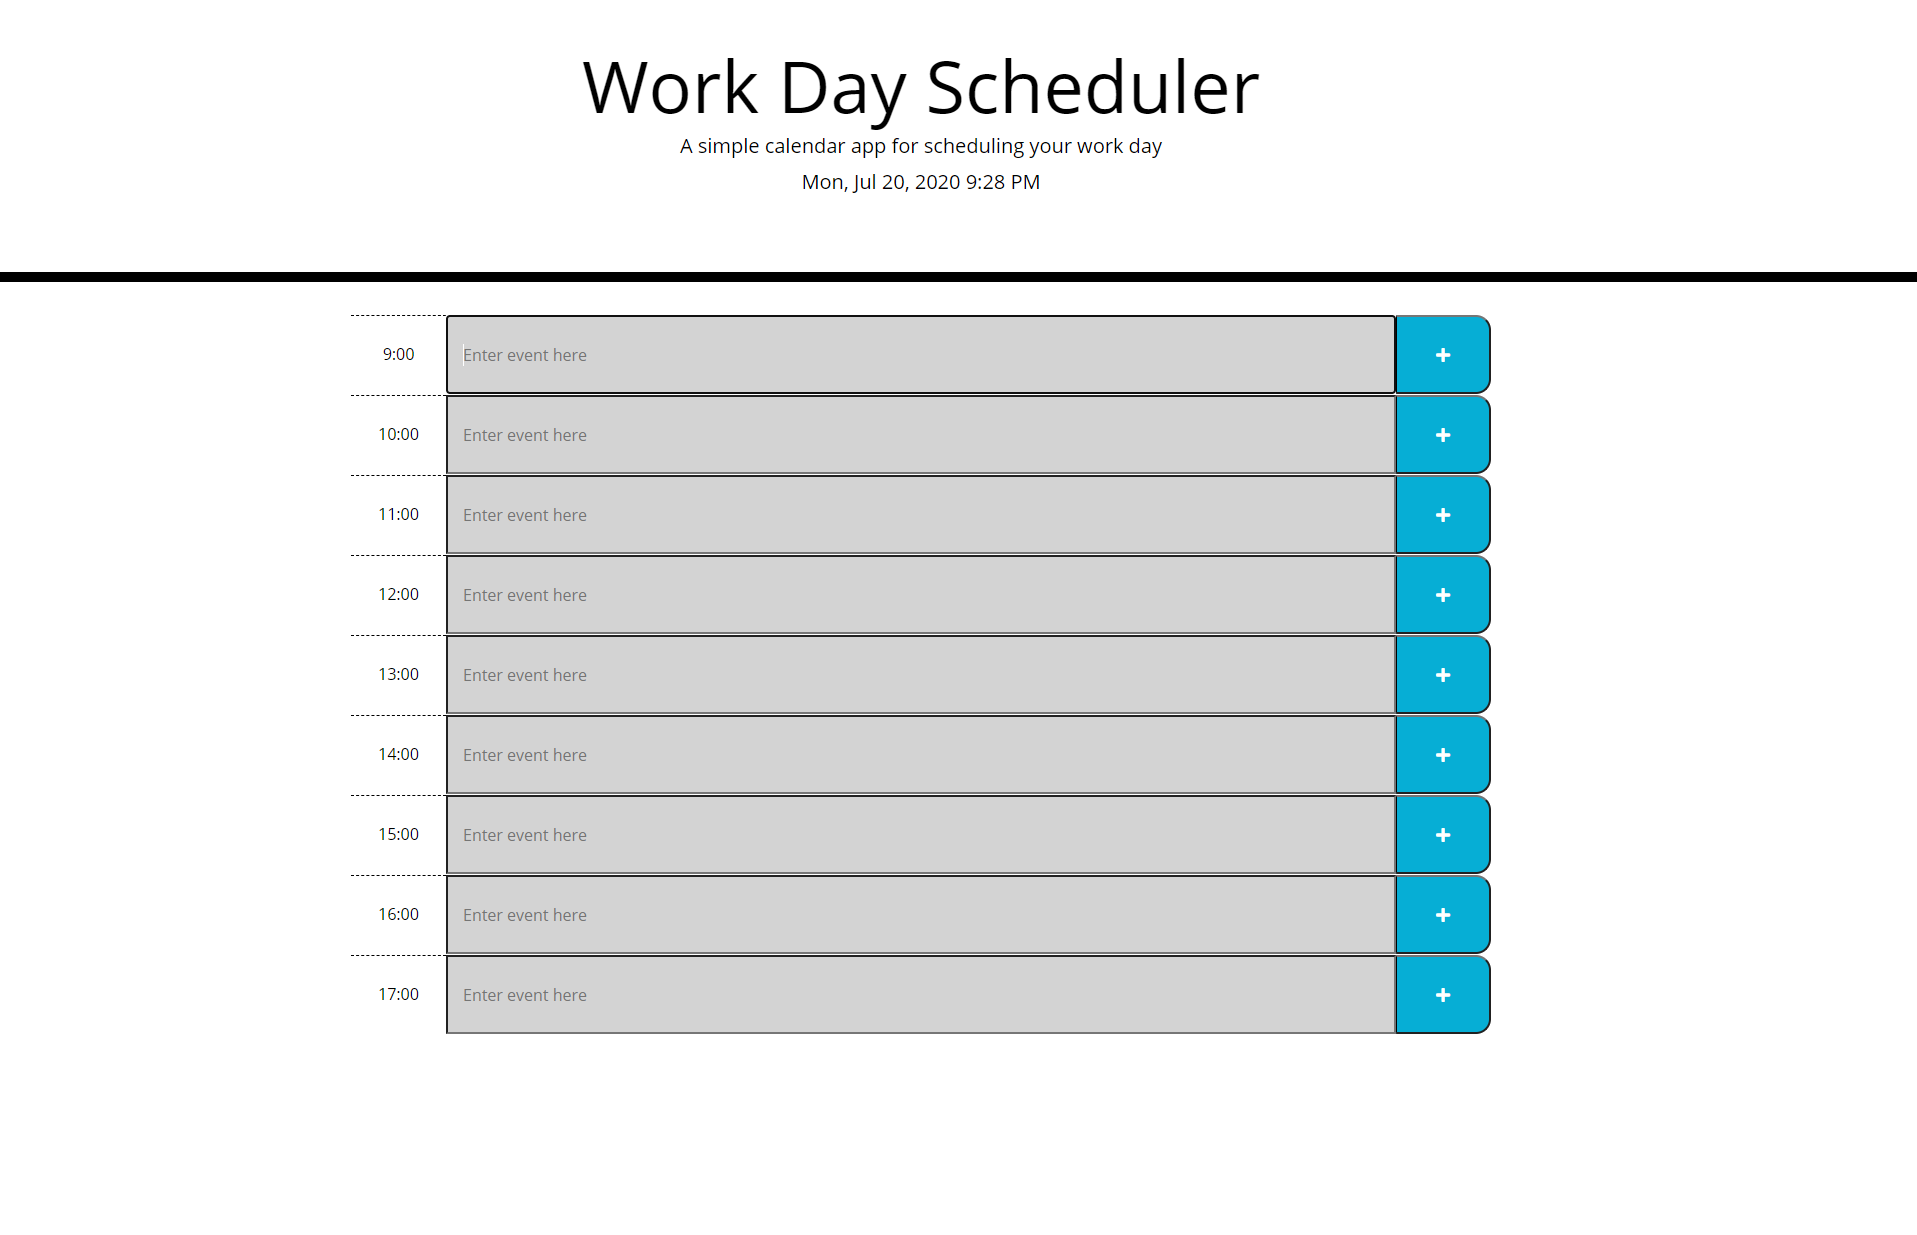 Work Day Scheduler
A simple calendar app for scheduling your work day
Mon, Jul 20, 2020 9:28 PM
9:00 Enter event here +
10:00 Enter event here +
11:00 Enter event here +
12:00 Enter event here +
13:00 Enter event here +
14:00 Enter event here +
15:00 Enter event here +
16:00 Enter event here +
17:00 Enter event here +